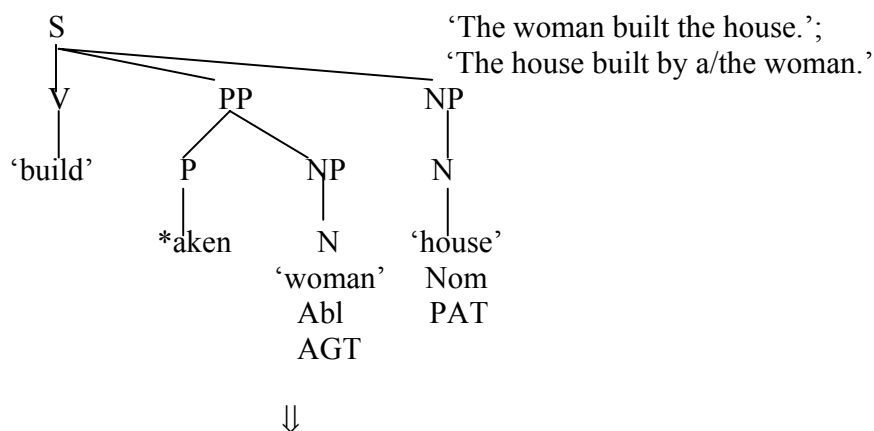 S ‘The woman built the house.’;
‘The house built by a/the woman.’
V PP NP
‘build’ P NP N
*aken N ‘house’
‘woman’ Nom
Abl PAT
AGT
⇓